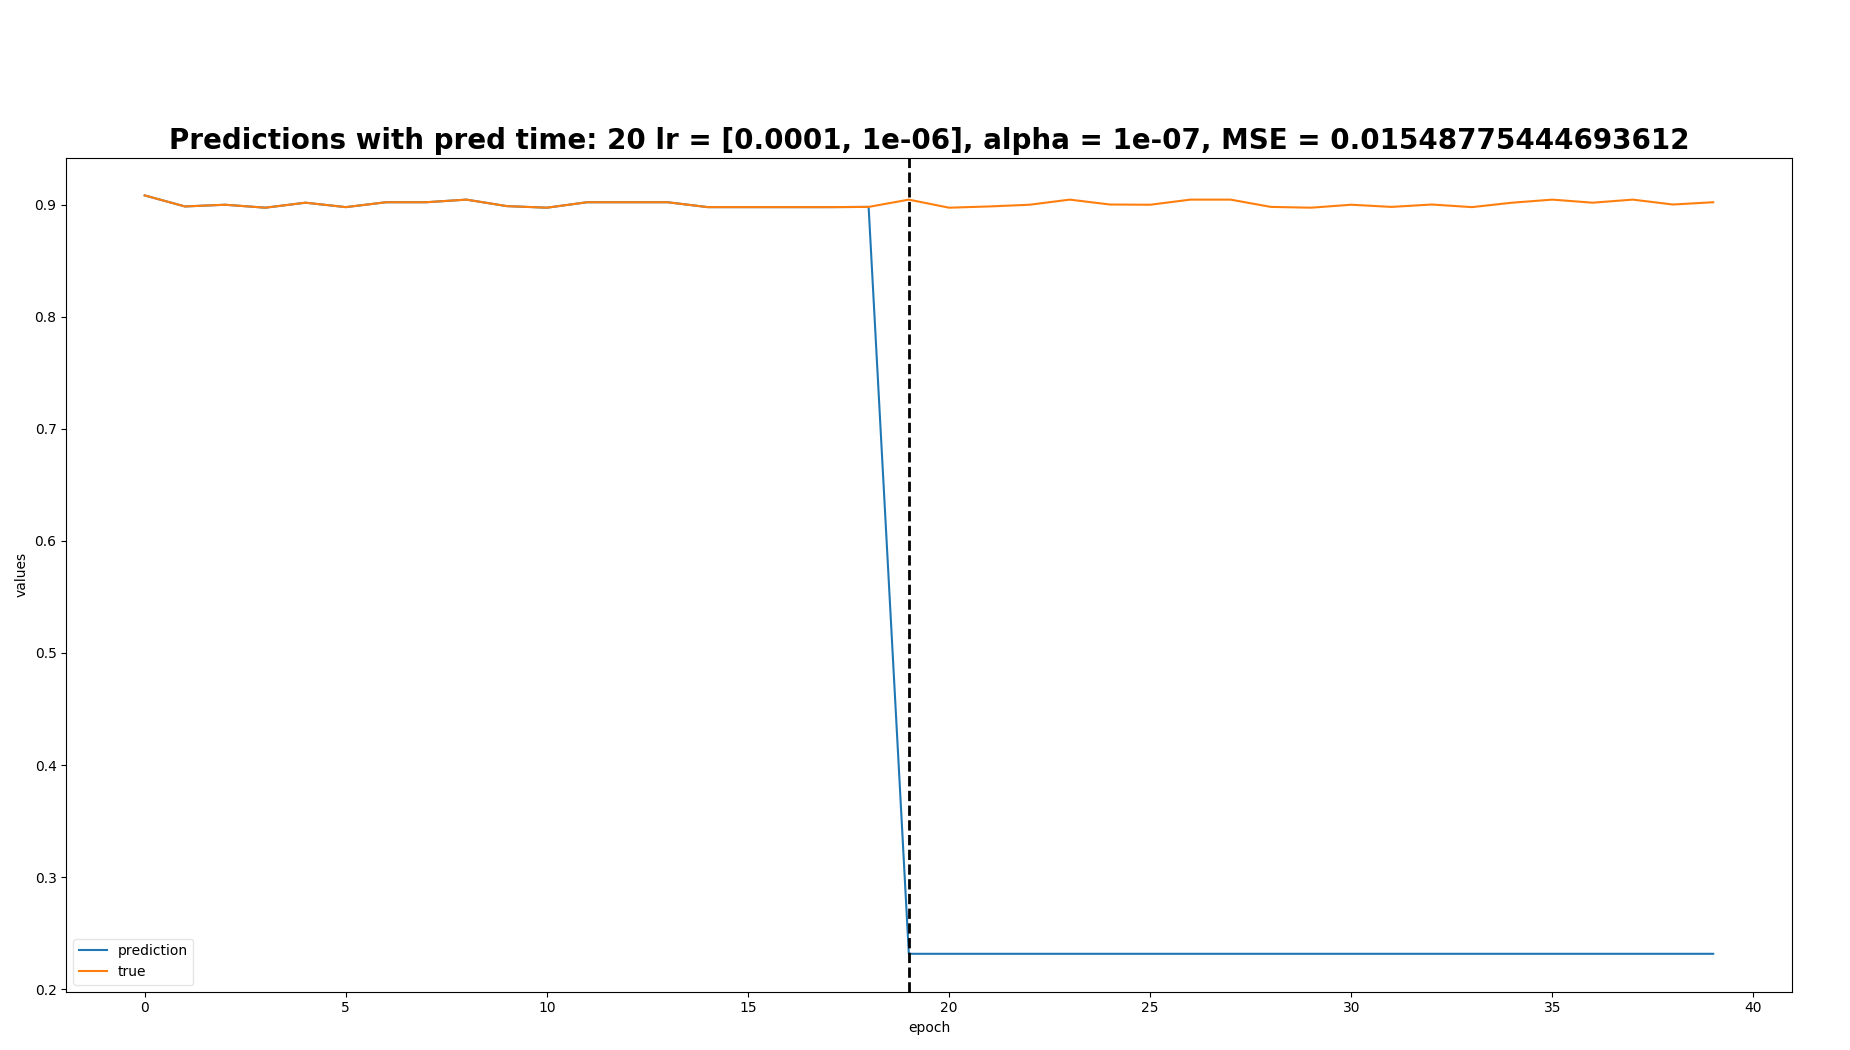 Predictions with pred time: 20 lr = [0.0001, 1e-06], alpha = 1e-07, MSE = 0.01548775444693612
values
0.9
0.8
0.7
0.6
0.5
0.4
0.3
0.2
prediction
true
0 5 10 15 20 25 30 35 40
epoch